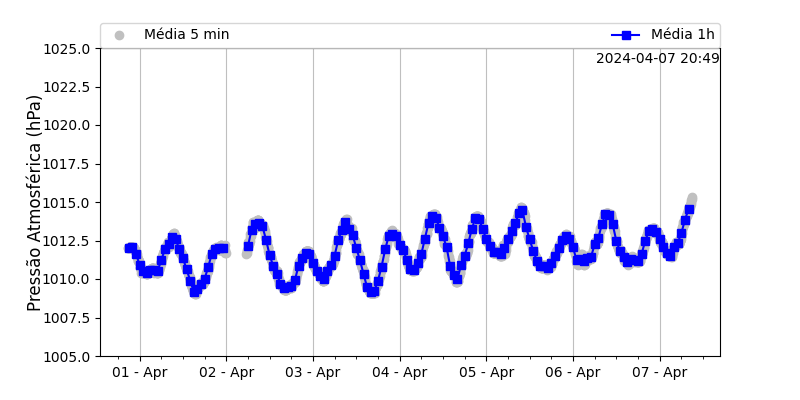 Média 5 min
Média 1h
2024-04-07 20:49
Pressão Atmosférica (hPa)
1025.0
1022.5
1020.0
1017.5
1015.0
1012.5
1010.0
1007.5
1005.0
01 - Apr
02 - Apr
03 - Apr
04 - Apr
05 - Apr
06 - Apr
07 - Apr